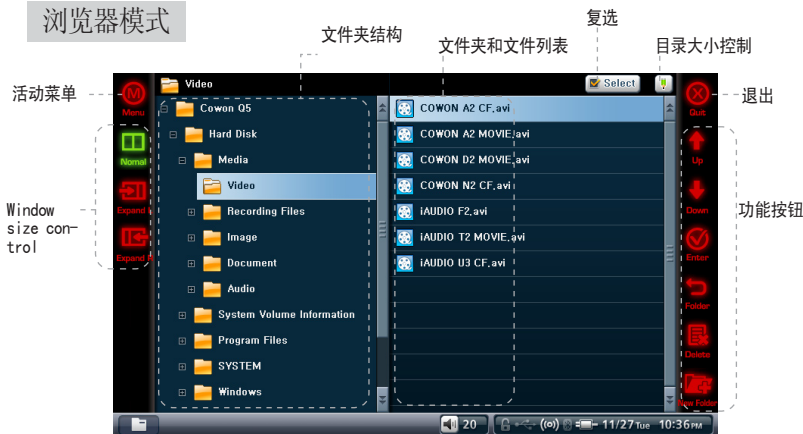 浏览器模式
文件夹结构
文件夹和文件列表
复选
目录大小控制
活动菜单
退出
Window
size con-
trol
功能按钮
Menu
Nomal
Video
Select
Quit
Cowon Q5
Hard Disk
Media
Video
Recording Files
Image
Document
Audio
System Volume Information
Program Files
SYSTEM
Windows
COWON A2 CF.avi
COWON A2 MOVIE.avi
COWON D2 MOVIE.avi
COWON N2 CF.avi
iAUDIO F2.avi
iAUDIO T2 MOVIE.avi
iAUDIO U3 CF.avi
Expand
Expand
Up
Down
Enter
Folder
Delete
New Folder
20
11/27 Tue 10:36 PM